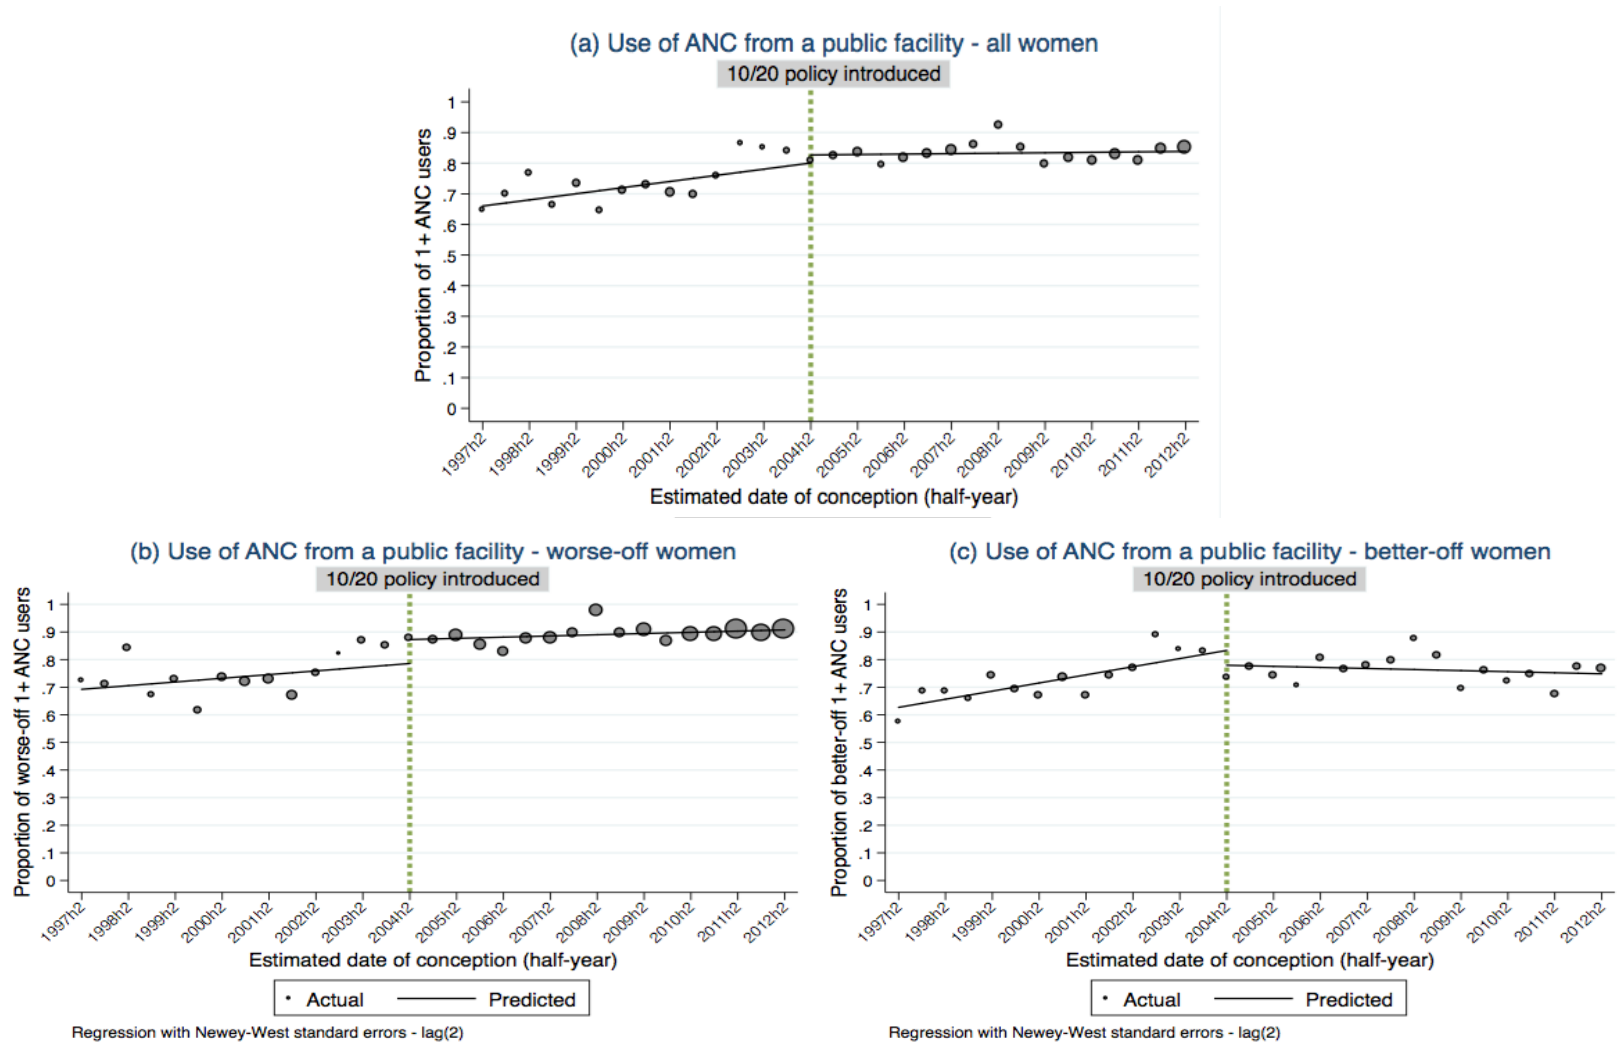 (a) Use of ANC from a public facility - all women
10/20 policy introduced
Proportion of 1+ ANC users
1
.9
.8
.7
.6
.5
.4
.3
.2
.1
0
1997h2
1998h2
1999h2
2000h2
2001h2
2002h2
2003h2
2004h2
2005h2
2006h2
2007h2
2008h2
2009h2
2010h2
2011h2
2012h2
Estimated date of conception (half-year)
(b) Use of ANC from a public facility - worse-off women
10/20 policy introduced
Proportion of worse-off 1+ ANC users
1
.9
.8
.7
.6
.5
.4
.3
.2
.1
0
1997h2
1998h2
1999h2
2000h2
2001h2
2002h2
2003h2
2004h2
2005h2
2006h2
2007h2
2008h2
2009h2
2010h2
2011h2
2012h2
Estimated date of conception (half-year)
Actual
Predicted
Regression with Newey-West standard errors - lag(2)
(c) Use of ANC from a public facility - better-off women
10/20 policy introduced
Proportion of better-off 1+ ANC users
1
.9
.8
.7
.6
.5
.4
.3
.2
.1
0
1997h2
1998h2
1999h2
2000h2
2001h2
2002h2
2003h2
2004h2
2005h2
2006h2
2007h2
2008h2
2009h2
2010h2
2011h2
2012h2
Estimated date of conception (half-year)
Actual
Predicted
Regression with Newey-West standard errors - lag(2)